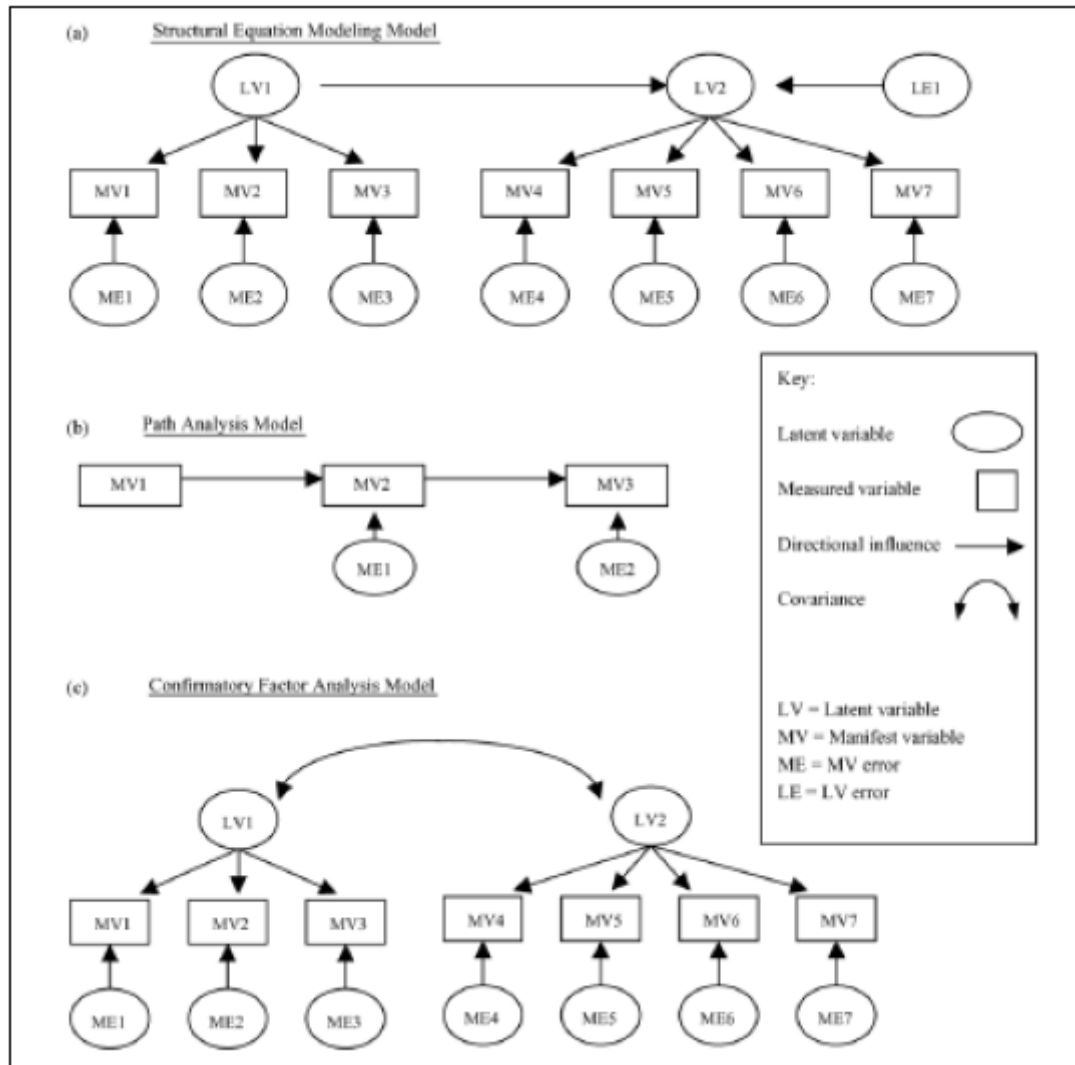 (a) Structural Equation Modeling Model
LV1 LV2 LE1
MV1 MV2 MV3 MV4 MV5 MV6 MV7
ME1 ME2 ME3 ME4 ME5 ME6 ME7
Key:
Latent variable
Measured variable
Directional influence
Covariance
LV = Latent variable
MV = Manifest variable
ME = MV error
LE = LV error
(b) Path Analysis Model
MV1 MV2 MV3
ME1 ME2
(c) Confirmatory Factor Analysis Model
LV1 LV2
MV1 MV2 MV3 MV4 MV5 MV6 MV7
ME1 ME2 ME3 ME4 ME5 ME6 ME7